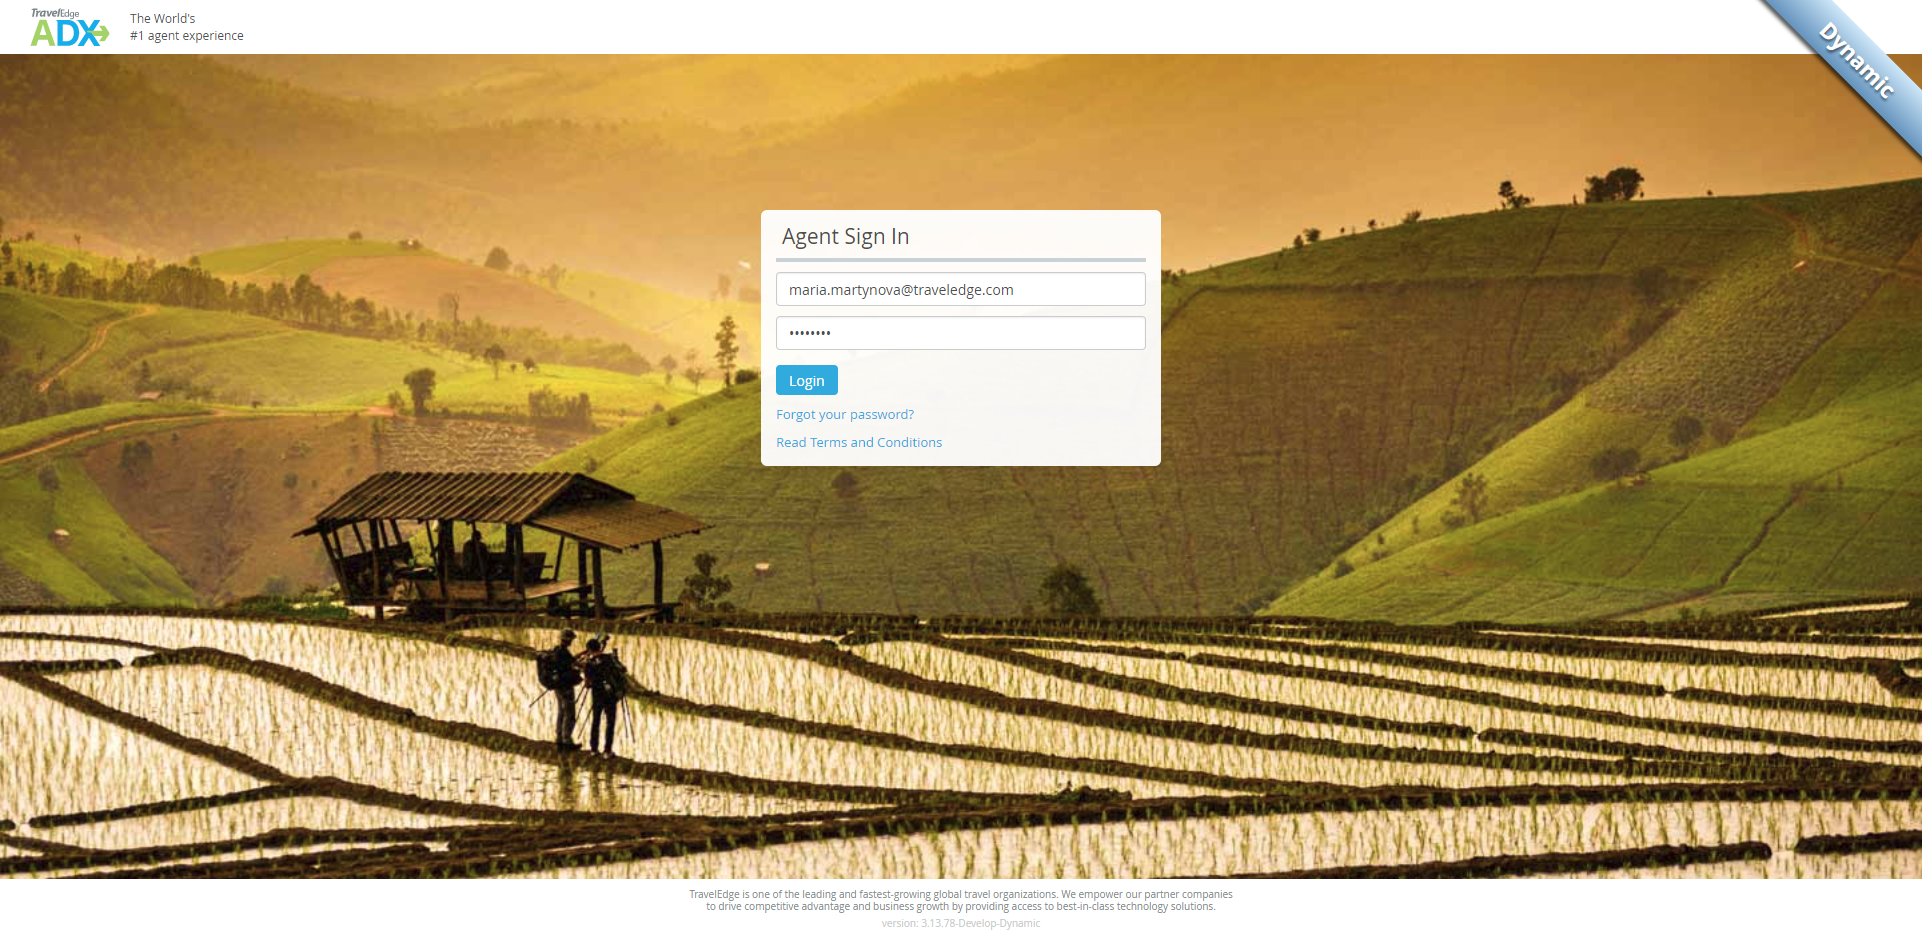 TravelEdge
ADX
The World's
#1 agent experience
Dynamic
Agent Sign In
maria.martynova@traveledge.com
••••••••
Login
Forgot your password?
Read Terms and Conditions
TravelEdge is one of the leading and fastest-growing global travel organizations. We empower our partner companies
to drive competitive advantage and business growth by providing access to best-in-class technology solutions.
version: 3.13.78-Develop-Dynamic